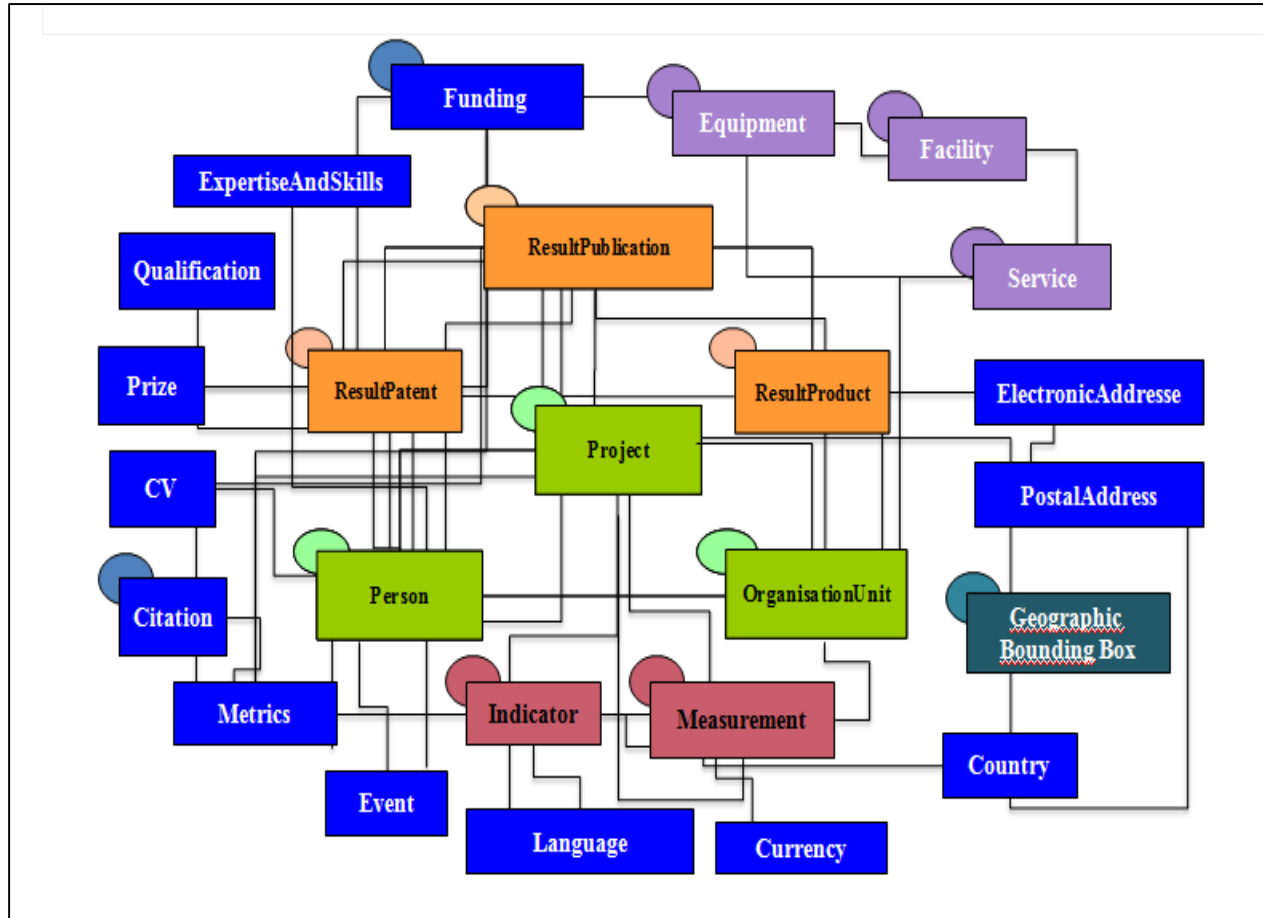 Funding
Equipment
Facility
ExpertiseAndSkills
ResultPublication
Qualification
Service
Prize
ResultPatent
ResultProduct
ElectronicAddresse
Project
CV
PostalAddress
Citation
Person
OrganisationUnit
Geographic
Bounding Box
Metrics
Indicator
Measurement
Country
Event
Language
Currency